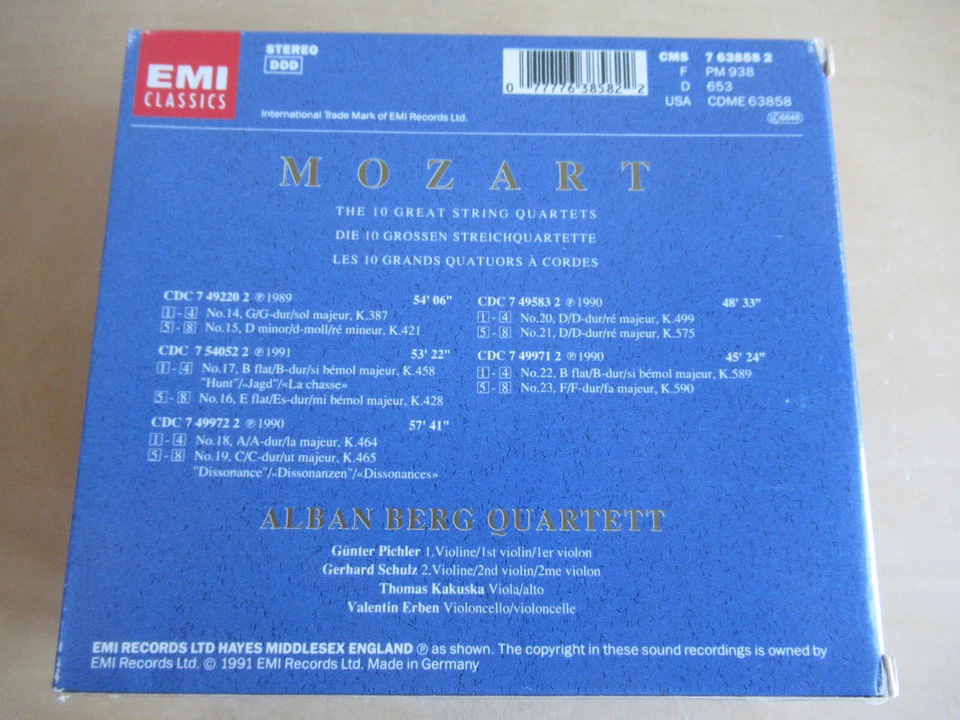 EMI
CLASSICS
STEREO
DDD
International Trade Mark of EMI Records Ltd.
0 77776 38582 2
CMS 7 63858 2
F PM 938
D 653
USA CDME 63858
LC 6646
MOZART
THE 10 GREAT STRING QUARTETS
DIE 10 GROSSEN STREICHQUARTETTE
LES 10 GRANDS QUATUORS À CORDES
CDC 7 49220 2 ℗ 1989 54' 06"
1 - 4 No.14, G/G-dur/sol majeur, K.387
5 - 8 No.15, D minor/d-moll/ré mineur, K.421
CDC 7 54052 2 ℗ 1991 53' 22"
1 - 4 No.17, B flat/B-dur/si bémol majeur, K.458
"Hunt"/„Jagd"/«La chasse»
5 - 8 No.16, E flat/Es-dur/mi bémol majeur, K.428
CDC 7 49972 2 ℗ 1990 57' 41"
1 - 4 No.18, A/A-dur/la majeur, K.464
5 - 8 No.19, C/C-dur/ut majeur, K.465
"Dissonance"/„Dissonanzen"/«Dissonances»
CDC 7 49583 2 ℗ 1990 48' 33"
1 - 4 No.20, D/D-dur/ré majeur, K.499
5 - 8 No.21, D/D-dur/ré majeur, K.575
CDC 7 49971 2 ℗ 1990 45' 24"
1 - 4 No.22, B flat/B-dur/si bémol majeur, K.589
5 - 8 No.23, F/F-dur/fa majeur, K.590
ALBAN BERG QUARTETT
Günter Pichler 1.Violine/1st violin/1er violon
Gerhard Schulz 2.Violine/2nd violin/2me violon
Thomas Kakuska Viola/alto
Valentin Erben Violoncello/violoncelle
EMI RECORDS LTD HAYES MIDDLESEX ENGLAND ℗ as shown. The copyright in these sound recordings is owned by
EMI Records Ltd. © 1991 EMI Records Ltd. Made in Germany